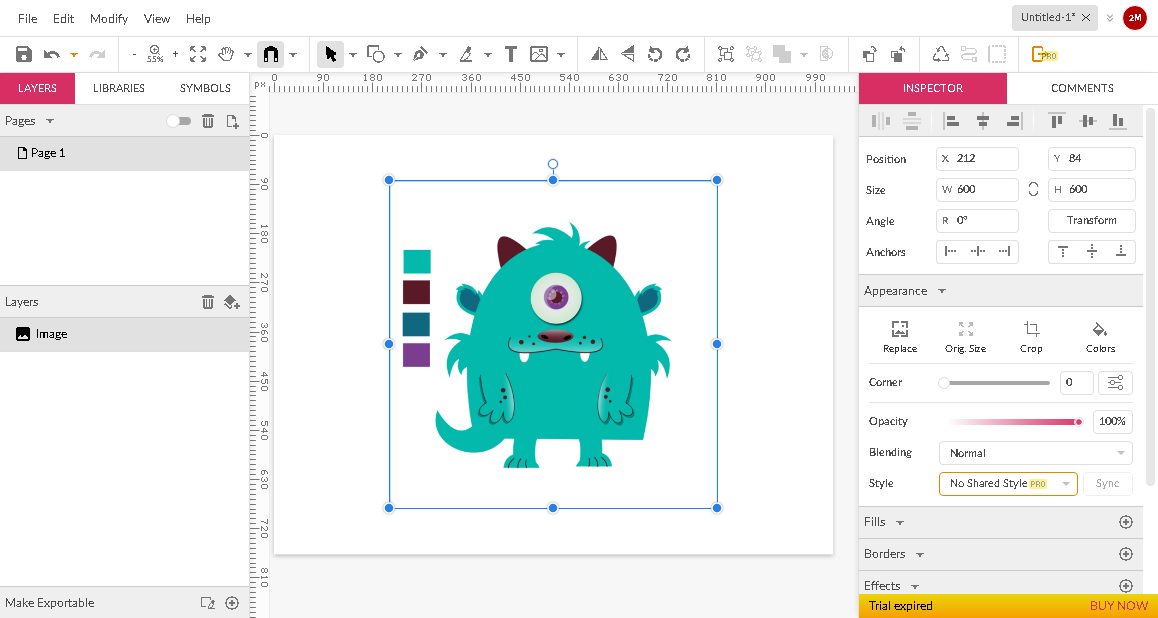 File Edit Modify View Help
Untitled-1* 2M
- 55% + PRO
LAYERS LIBRARIES SYMBOLS
px 0 90 180 270 360 450 540 630 720 810 900 990
INSPECTOR COMMENTS
Pages
Page 1
0 90 180 270 360 450 540 630 720 810
Layers
Image
Make Exportable
Position X 212 Y 84
Size W 600 H 600
Angle R 0° Transform
Anchors
Appearance
Replace Orig. Size Crop Colors
Corner 0
Opacity 100%
Blending Normal
Style No Shared Style PRO Sync
Fills
Borders
Effects
Trial expired BUY NOW